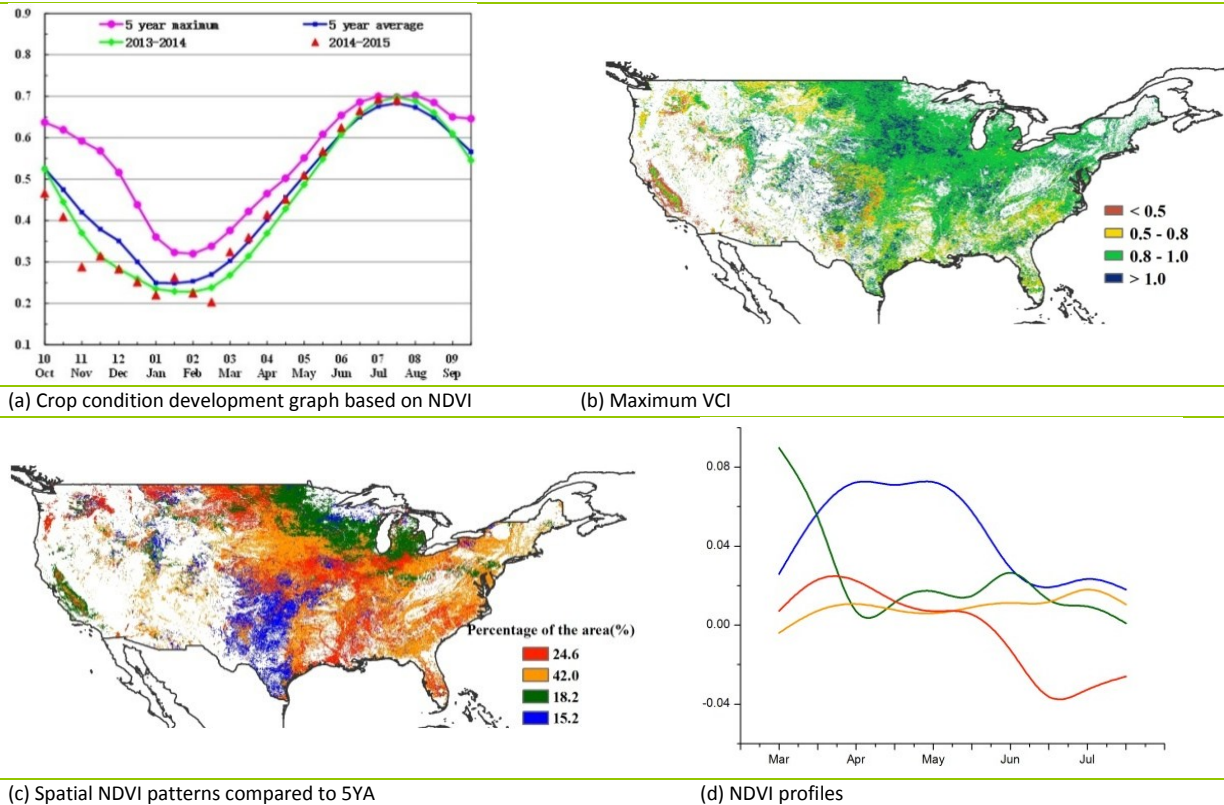 5 year maximum 5 year average
2013-2014 2014-2015
0.9
0.8
0.7
0.6
0.5
0.4
0.3
0.2
0.1
10 11 12 01 02 03 04 05 06 07 08 09
Oct Nov Dec Jan Feb Mar Apr May Jun Jul Aug Sep
< 0.5
0.5 - 0.8
0.8 - 1.0
> 1.0
(a) Crop condition development graph based on NDVI
(b) Maximum VCI
Percentage of the area(%)
24.6
42.0
18.2
15.2
0.08
0.04
0.00
-0.04
Mar Apr May Jun Jul
(c) Spatial NDVI patterns compared to 5YA
(d) NDVI profiles